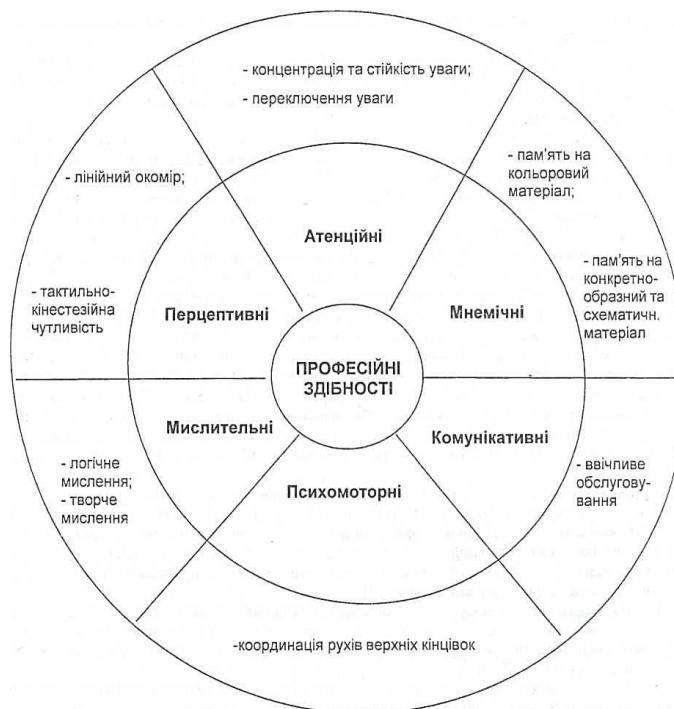 - концентрація та стійкість уваги;
- переключення уваги
- лінійний окомір;
- пам'ять на
кольоровий
матеріал;
Атенційні
- тактильно-
кінестезійна
чутливість
Перцептивні
Мнемічні
- пам'ять на
конкретно-
образний та
схематичн.
матеріал
ПРОФЕСІЙНІ
ЗДІБНОСТІ
Мислительні
Комунікативні
- логічне
мислення;
- творче
мислення
Психомоторні
- ввічливе
обслугову-
вання
-координація рухів верхніх кінцівок